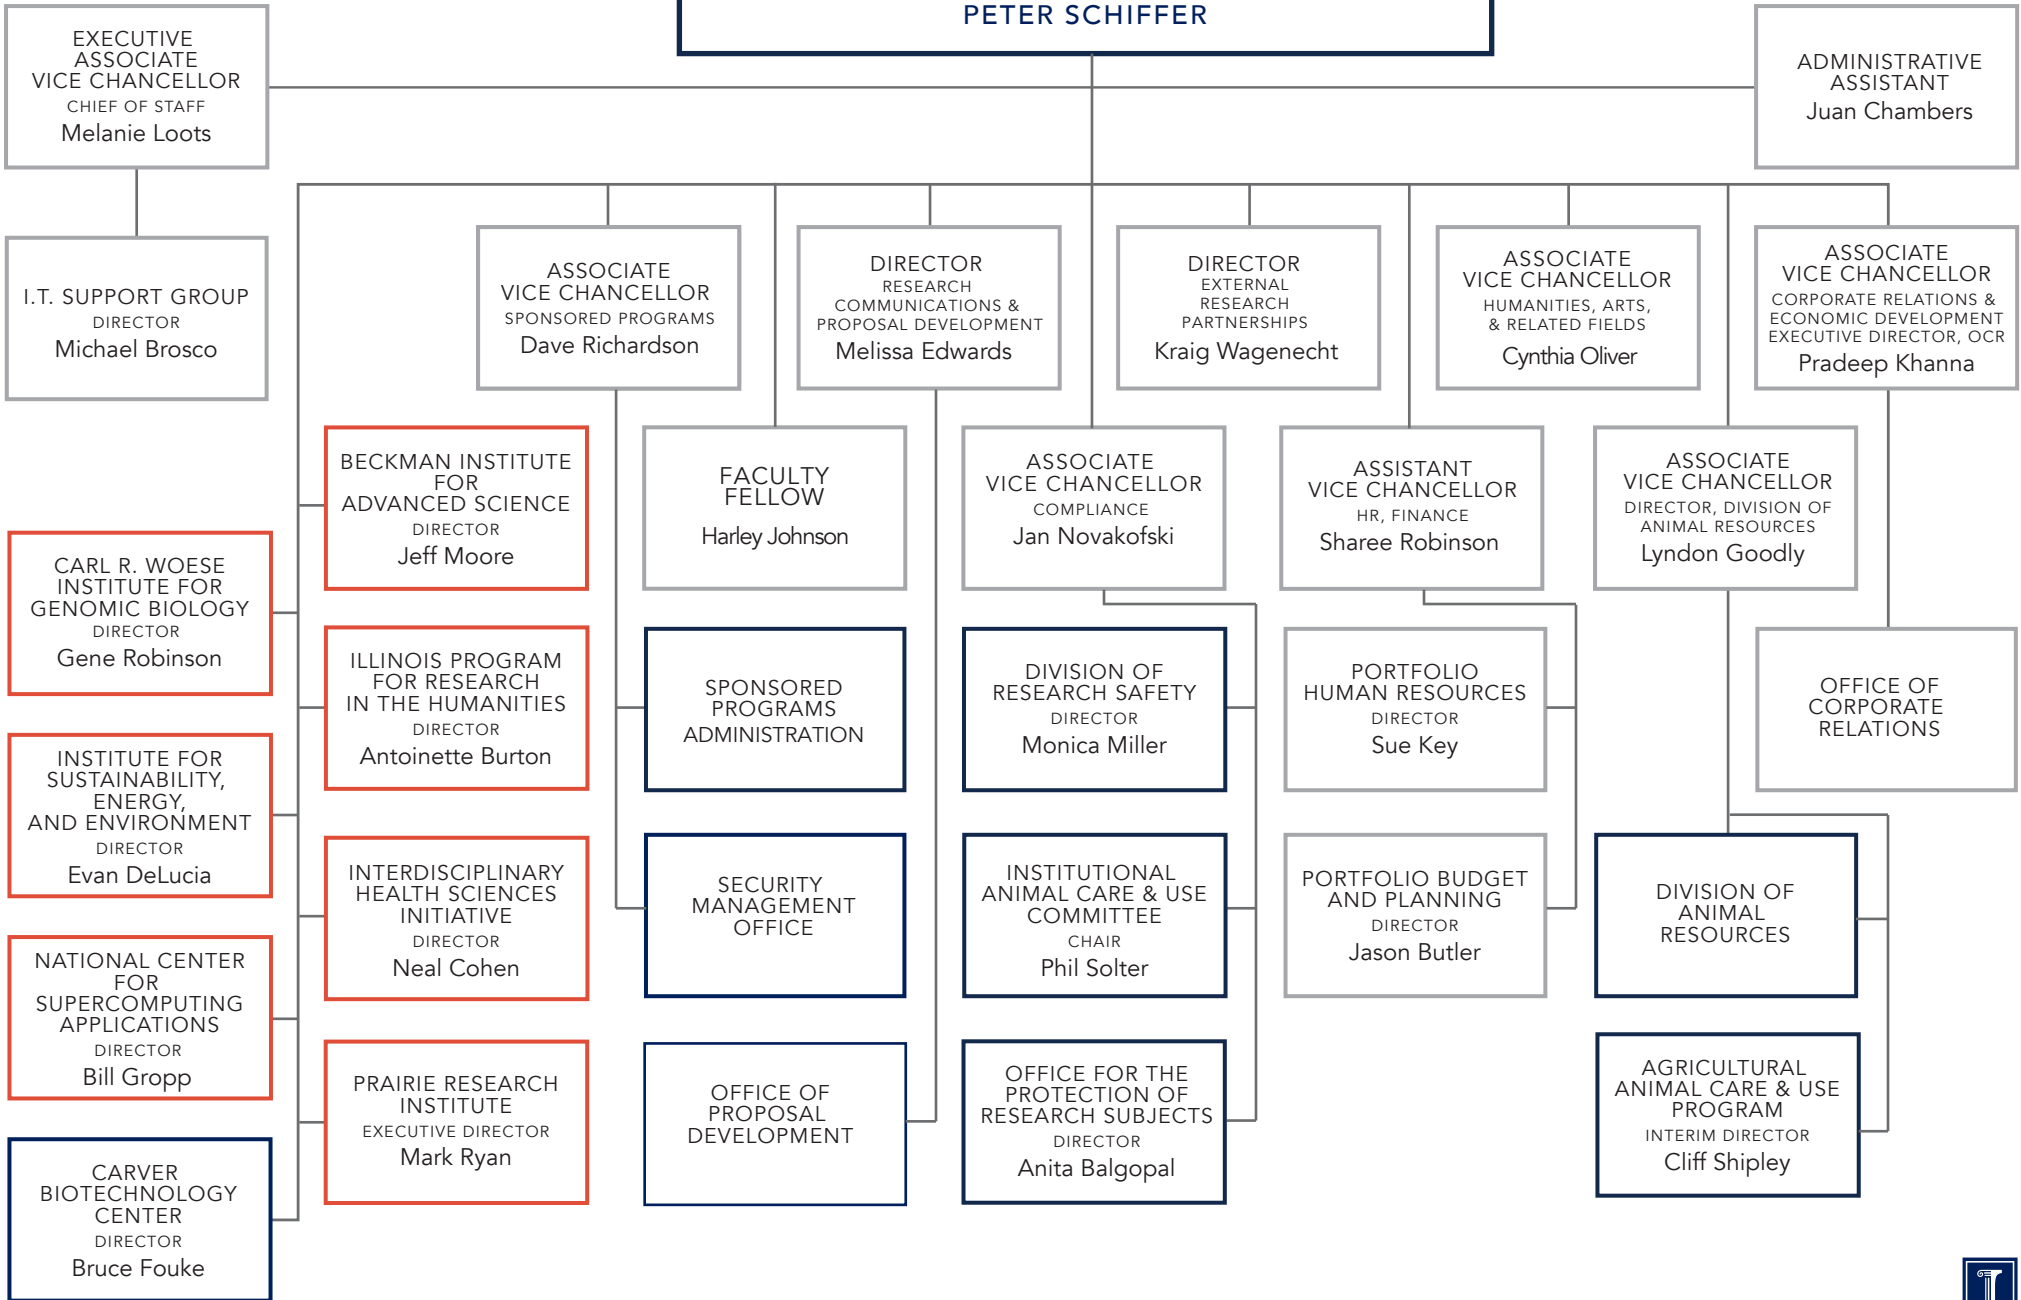 PETER SCHIFFER
EXECUTIVE
ASSOCIATE
VICE CHANCELLOR
CHIEF OF STAFF
Melanie Loots
ADMINISTRATIVE
ASSISTANT
Juan Chambers
I.T. SUPPORT GROUP
DIRECTOR
Michael Brosco
ASSOCIATE
VICE CHANCELLOR
SPONSORED PROGRAMS
Dave Richardson
DIRECTOR
RESEARCH
COMMUNICATIONS &
PROPOSAL DEVELOPMENT
Melissa Edwards
DIRECTOR
EXTERNAL
RESEARCH
PARTNERSHIPS
Kraig Wagenecht
ASSOCIATE
VICE CHANCELLOR
HUMANITIES, ARTS,
& RELATED FIELDS
Cynthia Oliver
ASSOCIATE
VICE CHANCELLOR
CORPORATE RELATIONS &
ECONOMIC DEVELOPMENT
EXECUTIVE DIRECTOR, OCR
Pradeep Khanna
BECKMAN INSTITUTE
FOR
ADVANCED SCIENCE
DIRECTOR
Jeff Moore
FACULTY
FELLOW
Harley Johnson
ASSOCIATE
VICE CHANCELLOR
COMPLIANCE
Jan Novakofski
ASSISTANT
VICE CHANCELLOR
HR, FINANCE
Sharee Robinson
ASSOCIATE
VICE CHANCELLOR
DIRECTOR, DIVISION OF
ANIMAL RESOURCES
Lyndon Goodly
CARL R. WOESE
INSTITUTE FOR
GENOMIC BIOLOGY
DIRECTOR
Gene Robinson
ILLINOIS PROGRAM
FOR RESEARCH
IN THE HUMANITIES
DIRECTOR
Antoinette Burton
SPONSORED
PROGRAMS
ADMINISTRATION
DIVISION OF
RESEARCH SAFETY
DIRECTOR
Monica Miller
PORTFOLIO
HUMAN RESOURCES
DIRECTOR
Sue Key
OFFICE OF
CORPORATE
RELATIONS
INSTITUTE FOR
SUSTAINABILITY,
ENERGY,
AND ENVIRONMENT
DIRECTOR
Evan DeLucia
INTERDISCIPLINARY
HEALTH SCIENCES
INITIATIVE
DIRECTOR
Neal Cohen
SECURITY
MANAGEMENT
OFFICE
INSTITUTIONAL
ANIMAL CARE & USE
COMMITTEE
CHAIR
Phil Solter
PORTFOLIO BUDGET
AND PLANNING
DIRECTOR
Jason Butler
DIVISION OF
ANIMAL
RESOURCES
NATIONAL CENTER
FOR
SUPERCOMPUTING
APPLICATIONS
DIRECTOR
Bill Gropp
PRAIRIE RESEARCH
INSTITUTE
EXECUTIVE DIRECTOR
Mark Ryan
OFFICE OF
PROPOSAL
DEVELOPMENT
OFFICE FOR THE
PROTECTION OF
RESEARCH SUBJECTS
DIRECTOR
Anita Balgopal
AGRICULTURAL
ANIMAL CARE & USE
PROGRAM
INTERIM DIRECTOR
Cliff Shipley
CARVER
BIOTECHNOLOGY
CENTER
DIRECTOR
Bruce Fouke